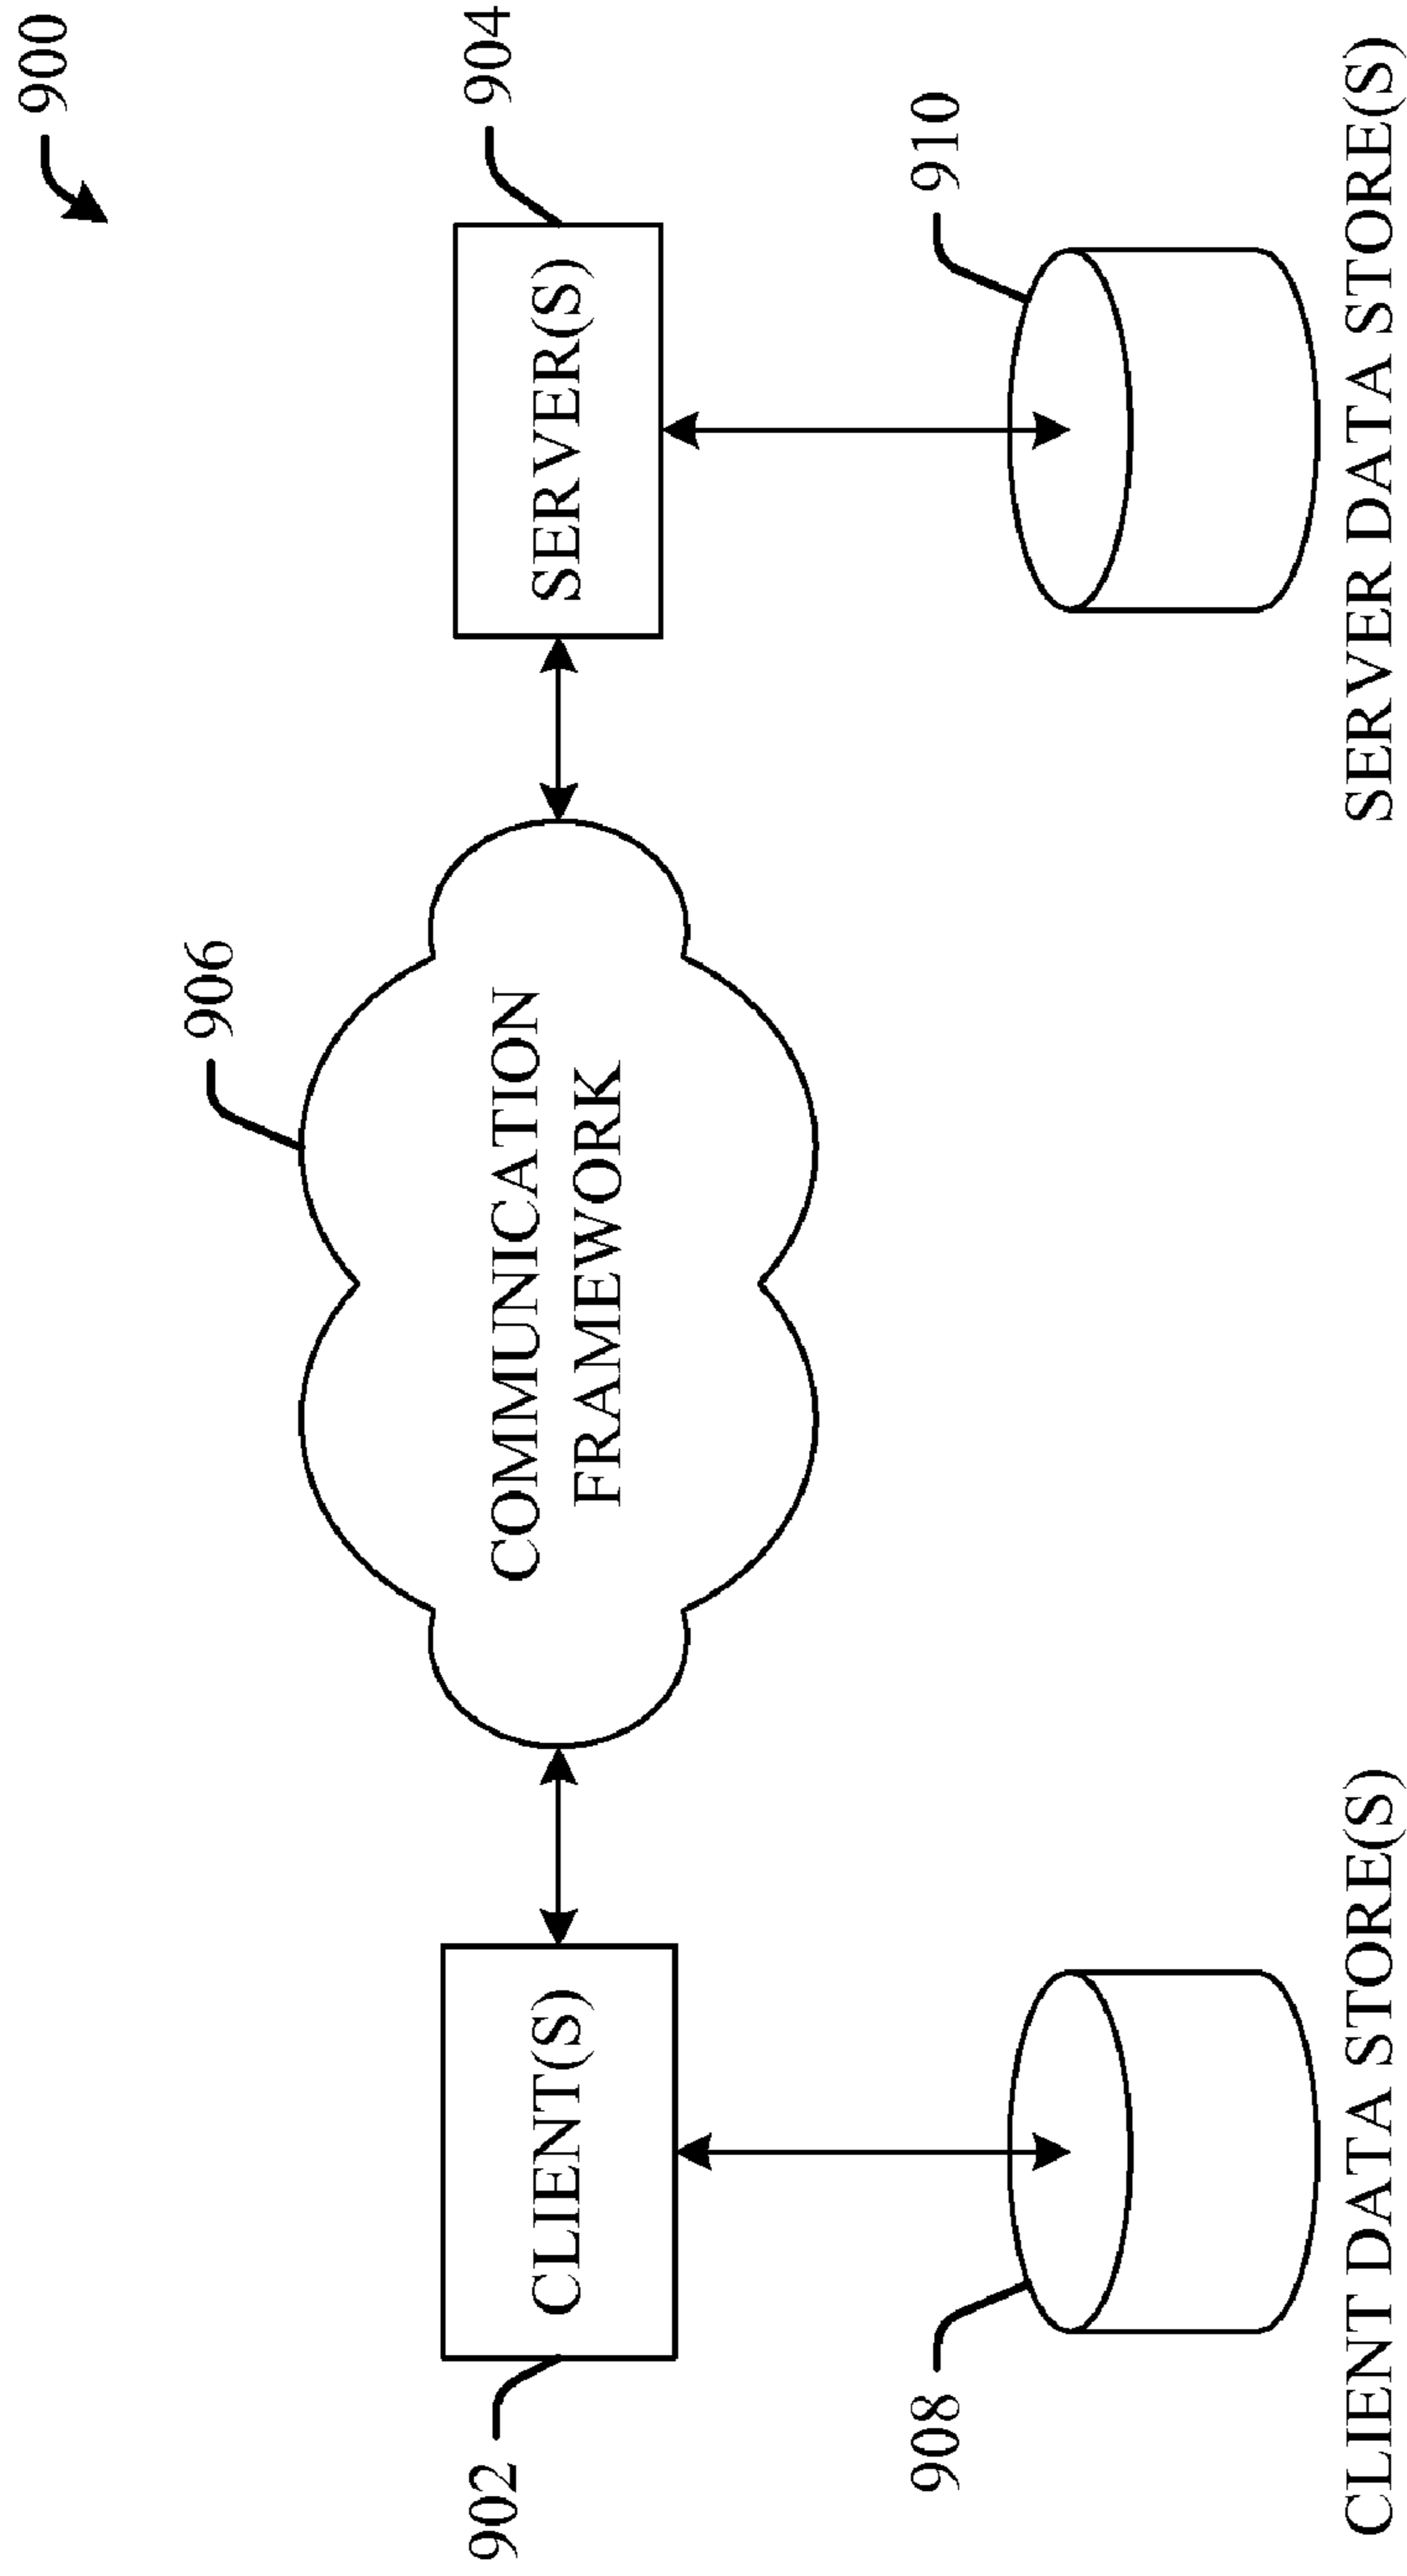 900
906
902
CLIENT(S)
COMMUNICATION
FRAMEWORK
SERVER(S)
904
908
910
CLIENT DATA STORE(S)
SERVER DATA STORE(S)